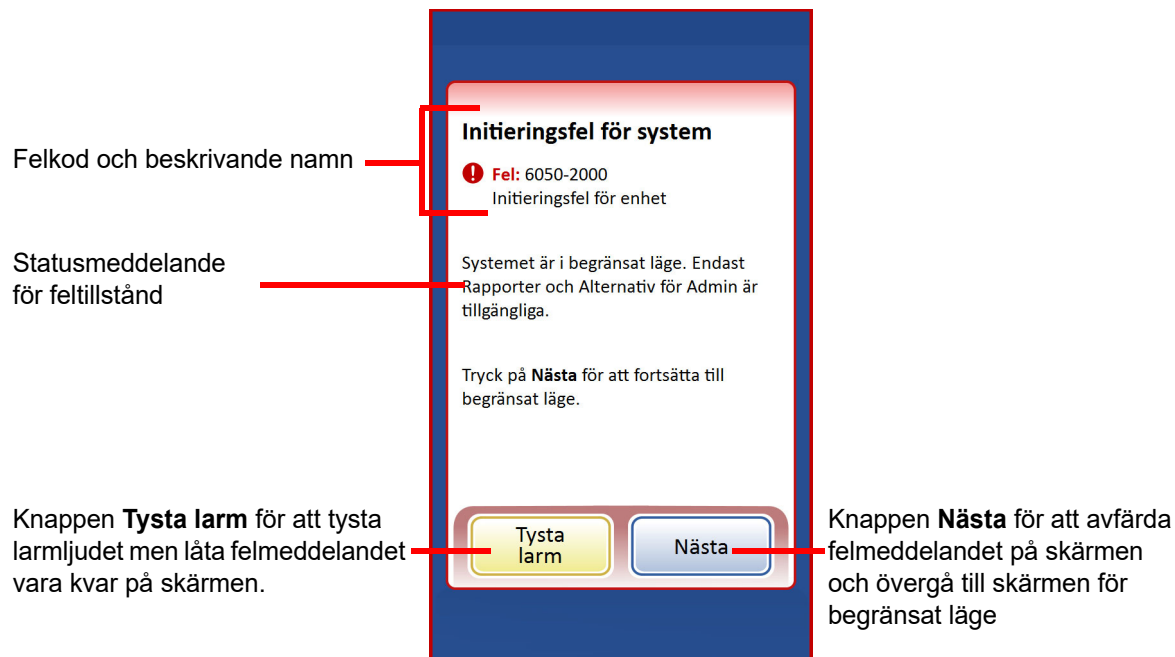 Felkod och beskrivande namn
Statusmeddelande
för feltillstånd
Knappen Tysta larm för att tysta
larmljudet men låta felmeddelandet
vara kvar på skärmen.
Initieringsfel för system
Fel: 6050-2000
Initieringsfel för enhet
Systemet är i begränsat läge. Endast
Rapporter och Alternativ för Admin är
tillgängliga.
Tryck på Nästa för att fortsätta till
begränsat läge.
Tysta
larm
Nästa
Knappen Nästa för att avfärda
felmeddelandet på skärmen
och övergå till skärmen för
begränsat läge